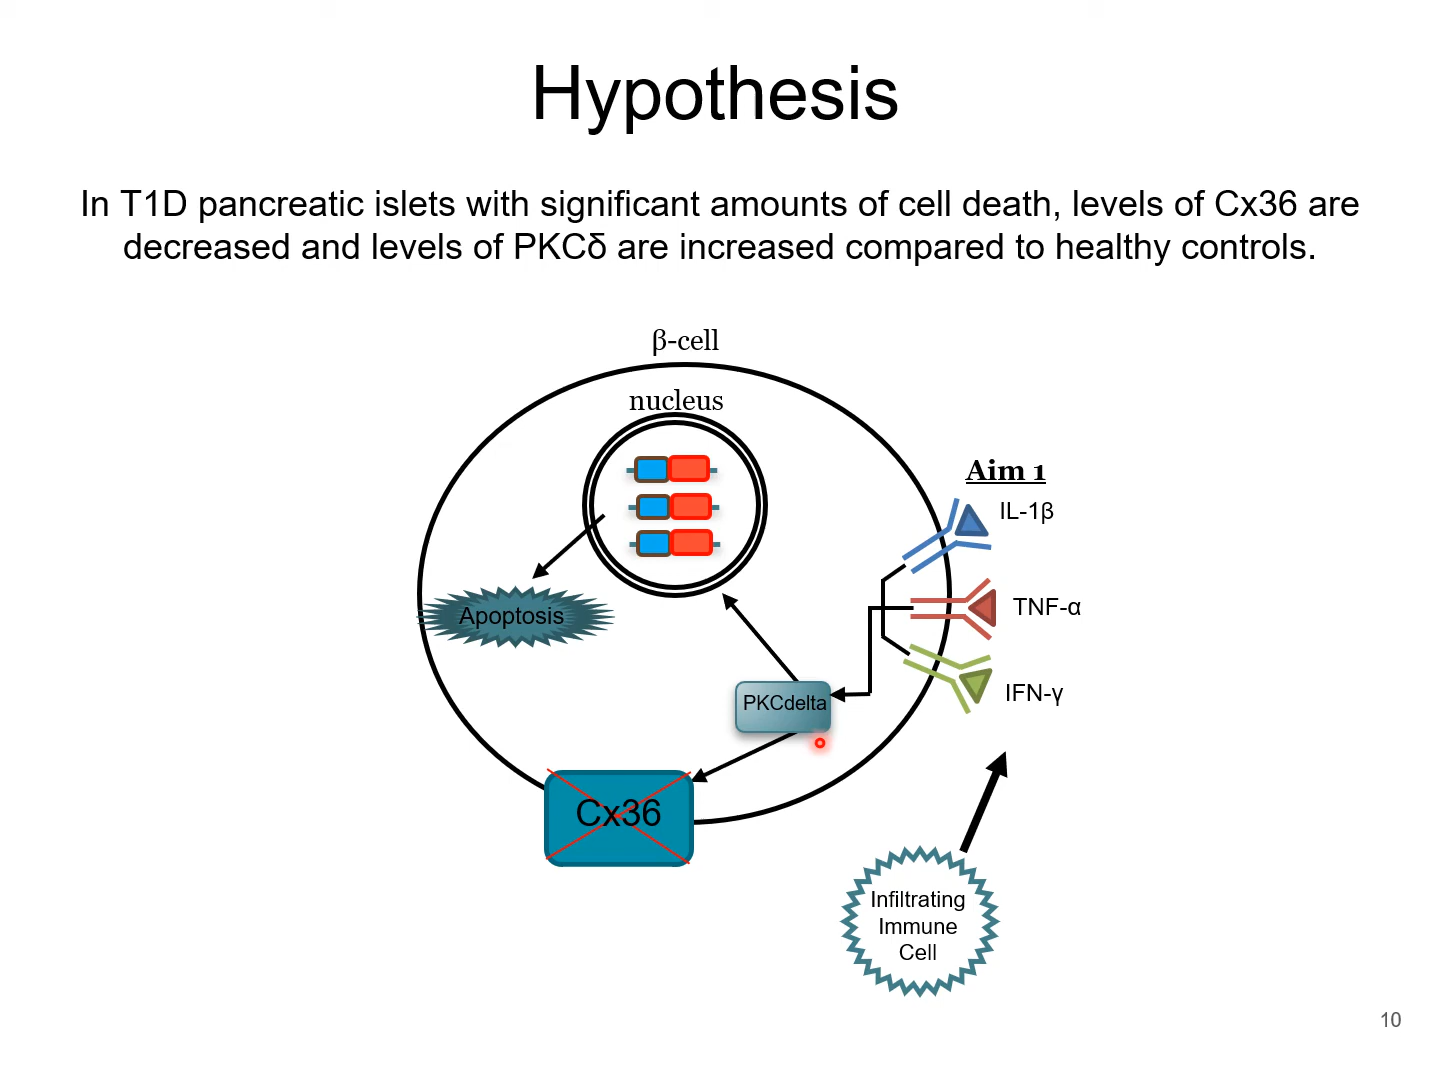 Hypothesis
In T1D pancreatic islets with significant amounts of cell death, levels of Cx36 are
decreased and levels of PKCδ are increased compared to healthy controls.
β-cell
nucleus
Aim 1
IL-1β
TNF-α
Apoptosis
IFN-γ
PKCdelta
Cx36
Infiltrating
Immune
Cell
10